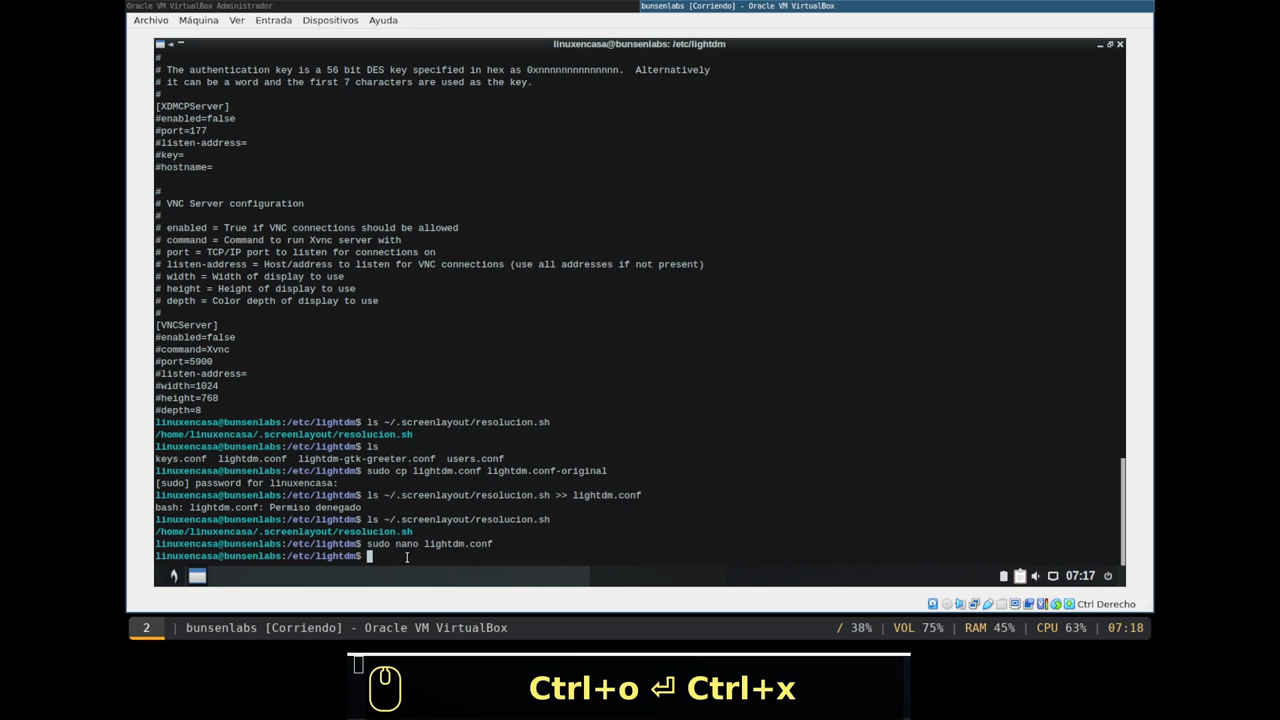 Oracle VM VirtualBox Administrador
bunsenlabs [Corriendo] - Oracle VM VirtualBox
Archivo Máquina Ver Entrada Dispositivos Ayuda
linuxencasa@bunsenlabs: /etc/lightdm
#
# The authentication key is a 56 bit DES key specified in hex as 0xnnnnnnnnnnnnnn.  Alternatively
# it can be a word and the first 7 characters are used as the key.
#
[XDMCPServer]
#enabled=false
#port=177
#listen-address=
#key=
#hostname=
#
# VNC Server configuration
#
# enabled = True if VNC connections should be allowed
# command = Command to run Xvnc server with
# port = TCP/IP port to listen for connections on
# listen-address = Host/address to listen for VNC connections (use all addresses if not present)
# width = Width of display to use
# height = Height of display to use
# depth = Color depth of display to use
#
[VNCServer]
#enabled=false
#command=Xvnc
#port=5900
#listen-address=
#width=1024
#height=768
#depth=8
linuxencasa@bunsenlabs:/etc/lightdm$ ls ~/.screenlayout/resolucion.sh
/home/linuxencasa/.screenlayout/resolucion.sh
linuxencasa@bunsenlabs:/etc/lightdm$ ls
keys.conf  lightdm.conf  lightdm-gtk-greeter.conf  users.conf
linuxencasa@bunsenlabs:/etc/lightdm$ sudo cp lightdm.conf lightdm.conf-original
[sudo] password for linuxencasa:
linuxencasa@bunsenlabs:/etc/lightdm$ ls ~/.screenlayout/resolucion.sh >> lightdm.conf
bash: lightdm.conf: Permiso denegado
linuxencasa@bunsenlabs:/etc/lightdm$ ls ~/.screenlayout/resolucion.sh
/home/linuxencasa/.screenlayout/resolucion.sh
linuxencasa@bunsenlabs:/etc/lightdm$ sudo nano lightdm.conf
linuxencasa@bunsenlabs:/etc/lightdm$
07:17
Ctrl Derecho
2 | bunsenlabs [Corriendo] - Oracle VM VirtualBox / 38% | VOL 75% | RAM 45% | CPU 63% | 07:18
Ctrl+o ⏎ Ctrl+x